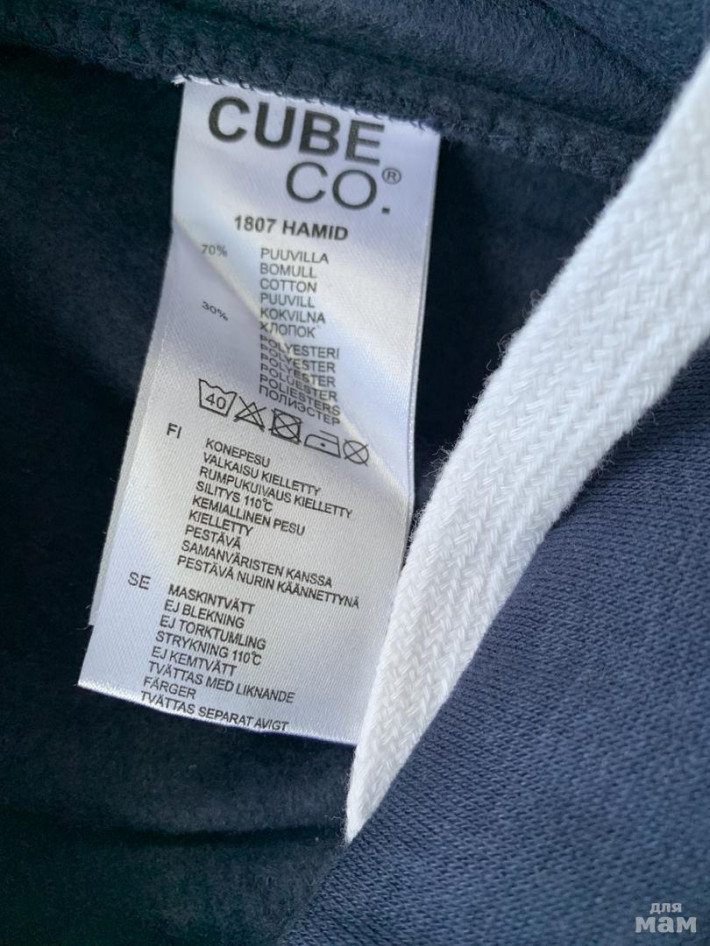 CUBE
CO.®
1807 HAMID
70% PUUVILLA
BOMULL
COTTON
PUUVILL
30% KOKVILNA
ХЛОПОК
POLYESTERI
POLYESTER
POLYESTER
POLÜESTER
POLIESTERS
ПОЛИЭСТЕР
40
FI KONEPESU
VALKAISU KIELLETTY
RUMPUKUIVAUS KIELLETTY
SILITYS 110°C
KEMIALLINEN PESU
KIELLETTY
PESTÄVÄ
SAMANVÄRISTEN KANSSA
PESTÄVÄ NURIN KÄÄNNETTYNÄ
SE MASKINTVÄTT
EJ BLEKNING
EJ TORKTUMLING
STRYKNING 110°C
EJ KEMTVÄTT
TVÄTTAS MED LIKNANDE
FÄRGER
TVÄTTAS SEPARAT AVIGT
для
мам